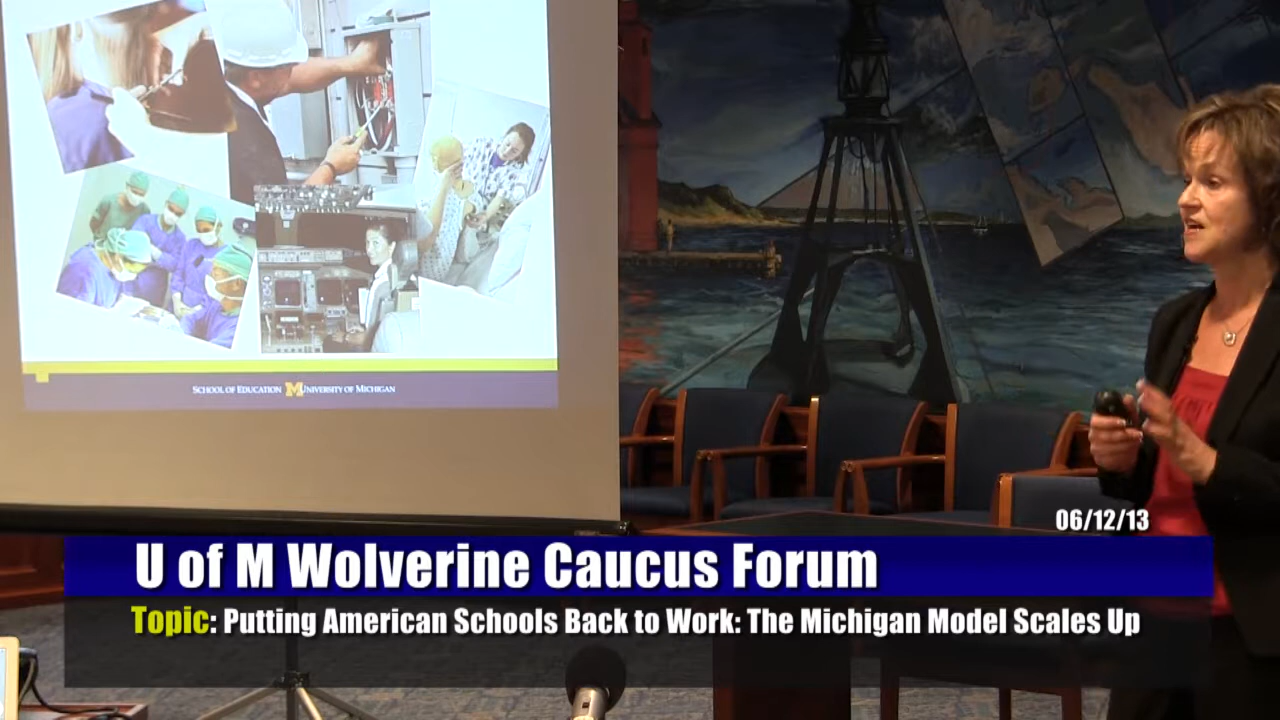 SCHOOL OF EDUCATION M UNIVERSITY OF MICHIGAN
06/12/13
U of M Wolverine Caucus Forum
Topic: Putting American Schools Back to Work: The Michigan Model Scales Up